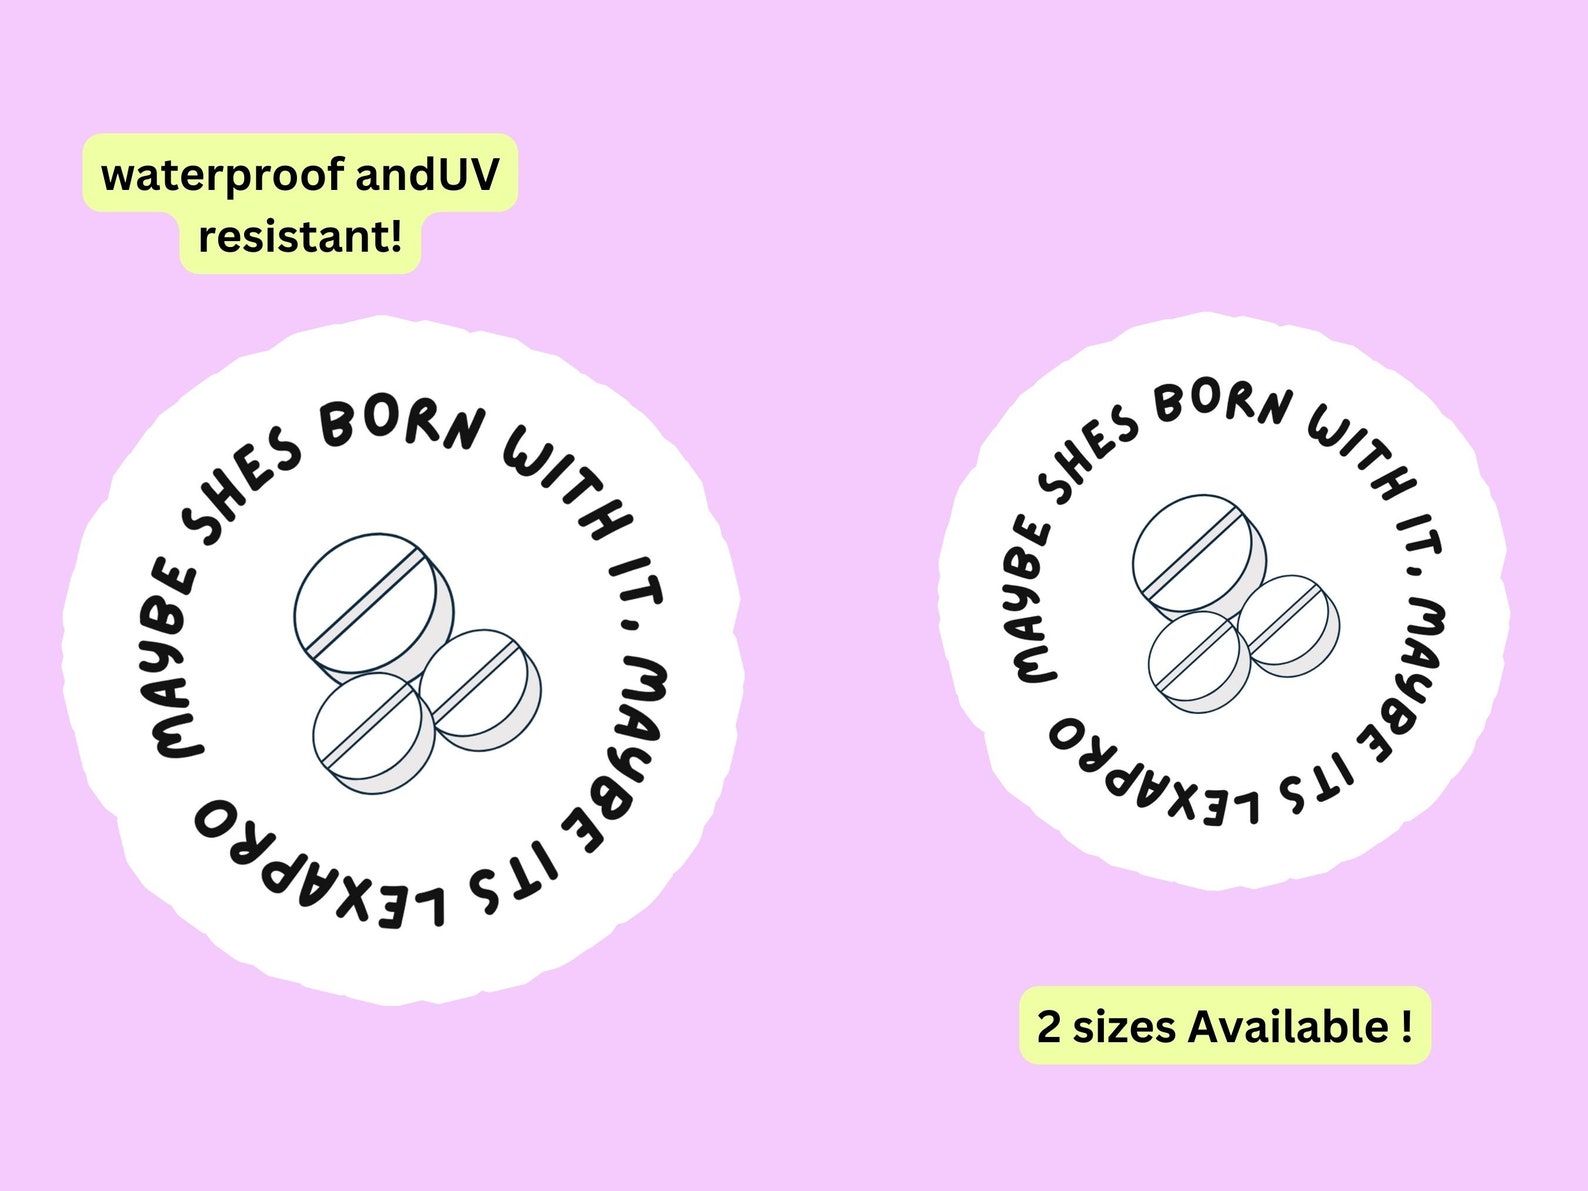 waterproof andUV
resistant!
MAYBE SHES BORN WITH IT, MAYBE ITS LEXAPRO
MAYBE SHES BORN WITH IT, MAYBE ITS LEXAPRO
2 sizes Available !